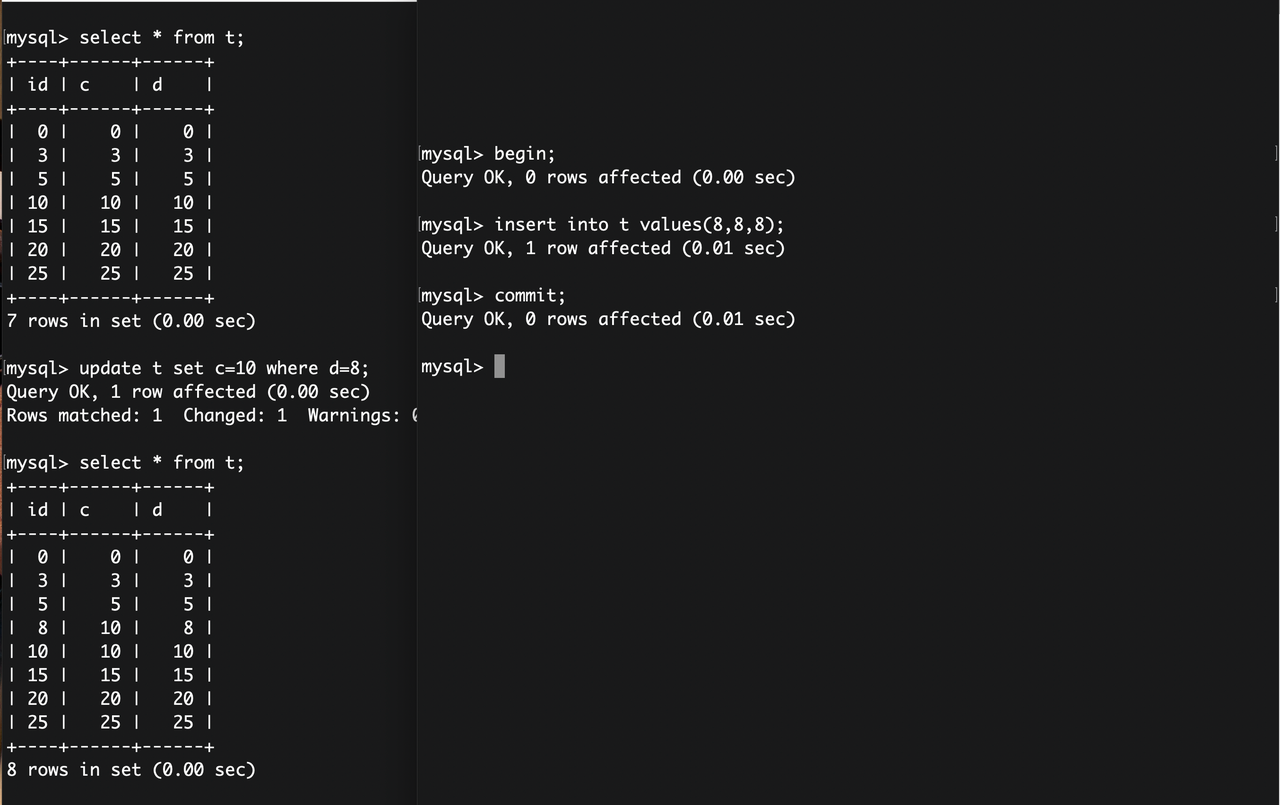 mysql> select * from t;
+----+------+------+
| id | c    | d    |
+----+------+------+
|  0 |    0 |    0 |
|  3 |    3 |    3 |
|  5 |    5 |    5 |
| 10 |   10 |   10 |
| 15 |   15 |   15 |
| 20 |   20 |   20 |
| 25 |   25 |   25 |
+----+------+------+
7 rows in set (0.00 sec)
mysql> update t set c=10 where d=8;
Query OK, 1 row affected (0.00 sec)
Rows matched: 1  Changed: 1  Warnings:
mysql> select * from t;
+----+------+------+
| id | c    | d    |
+----+------+------+
|  0 |    0 |    0 |
|  3 |    3 |    3 |
|  5 |    5 |    5 |
|  8 |   10 |    8 |
| 10 |   10 |   10 |
| 15 |   15 |   15 |
| 20 |   20 |   20 |
| 25 |   25 |   25 |
+----+------+------+
8 rows in set (0.00 sec)
mysql> begin;
Query OK, 0 rows affected (0.00 sec)
mysql> insert into t values(8,8,8);
Query OK, 1 row affected (0.01 sec)
mysql> commit;
Query OK, 0 rows affected (0.01 sec)
mysql>